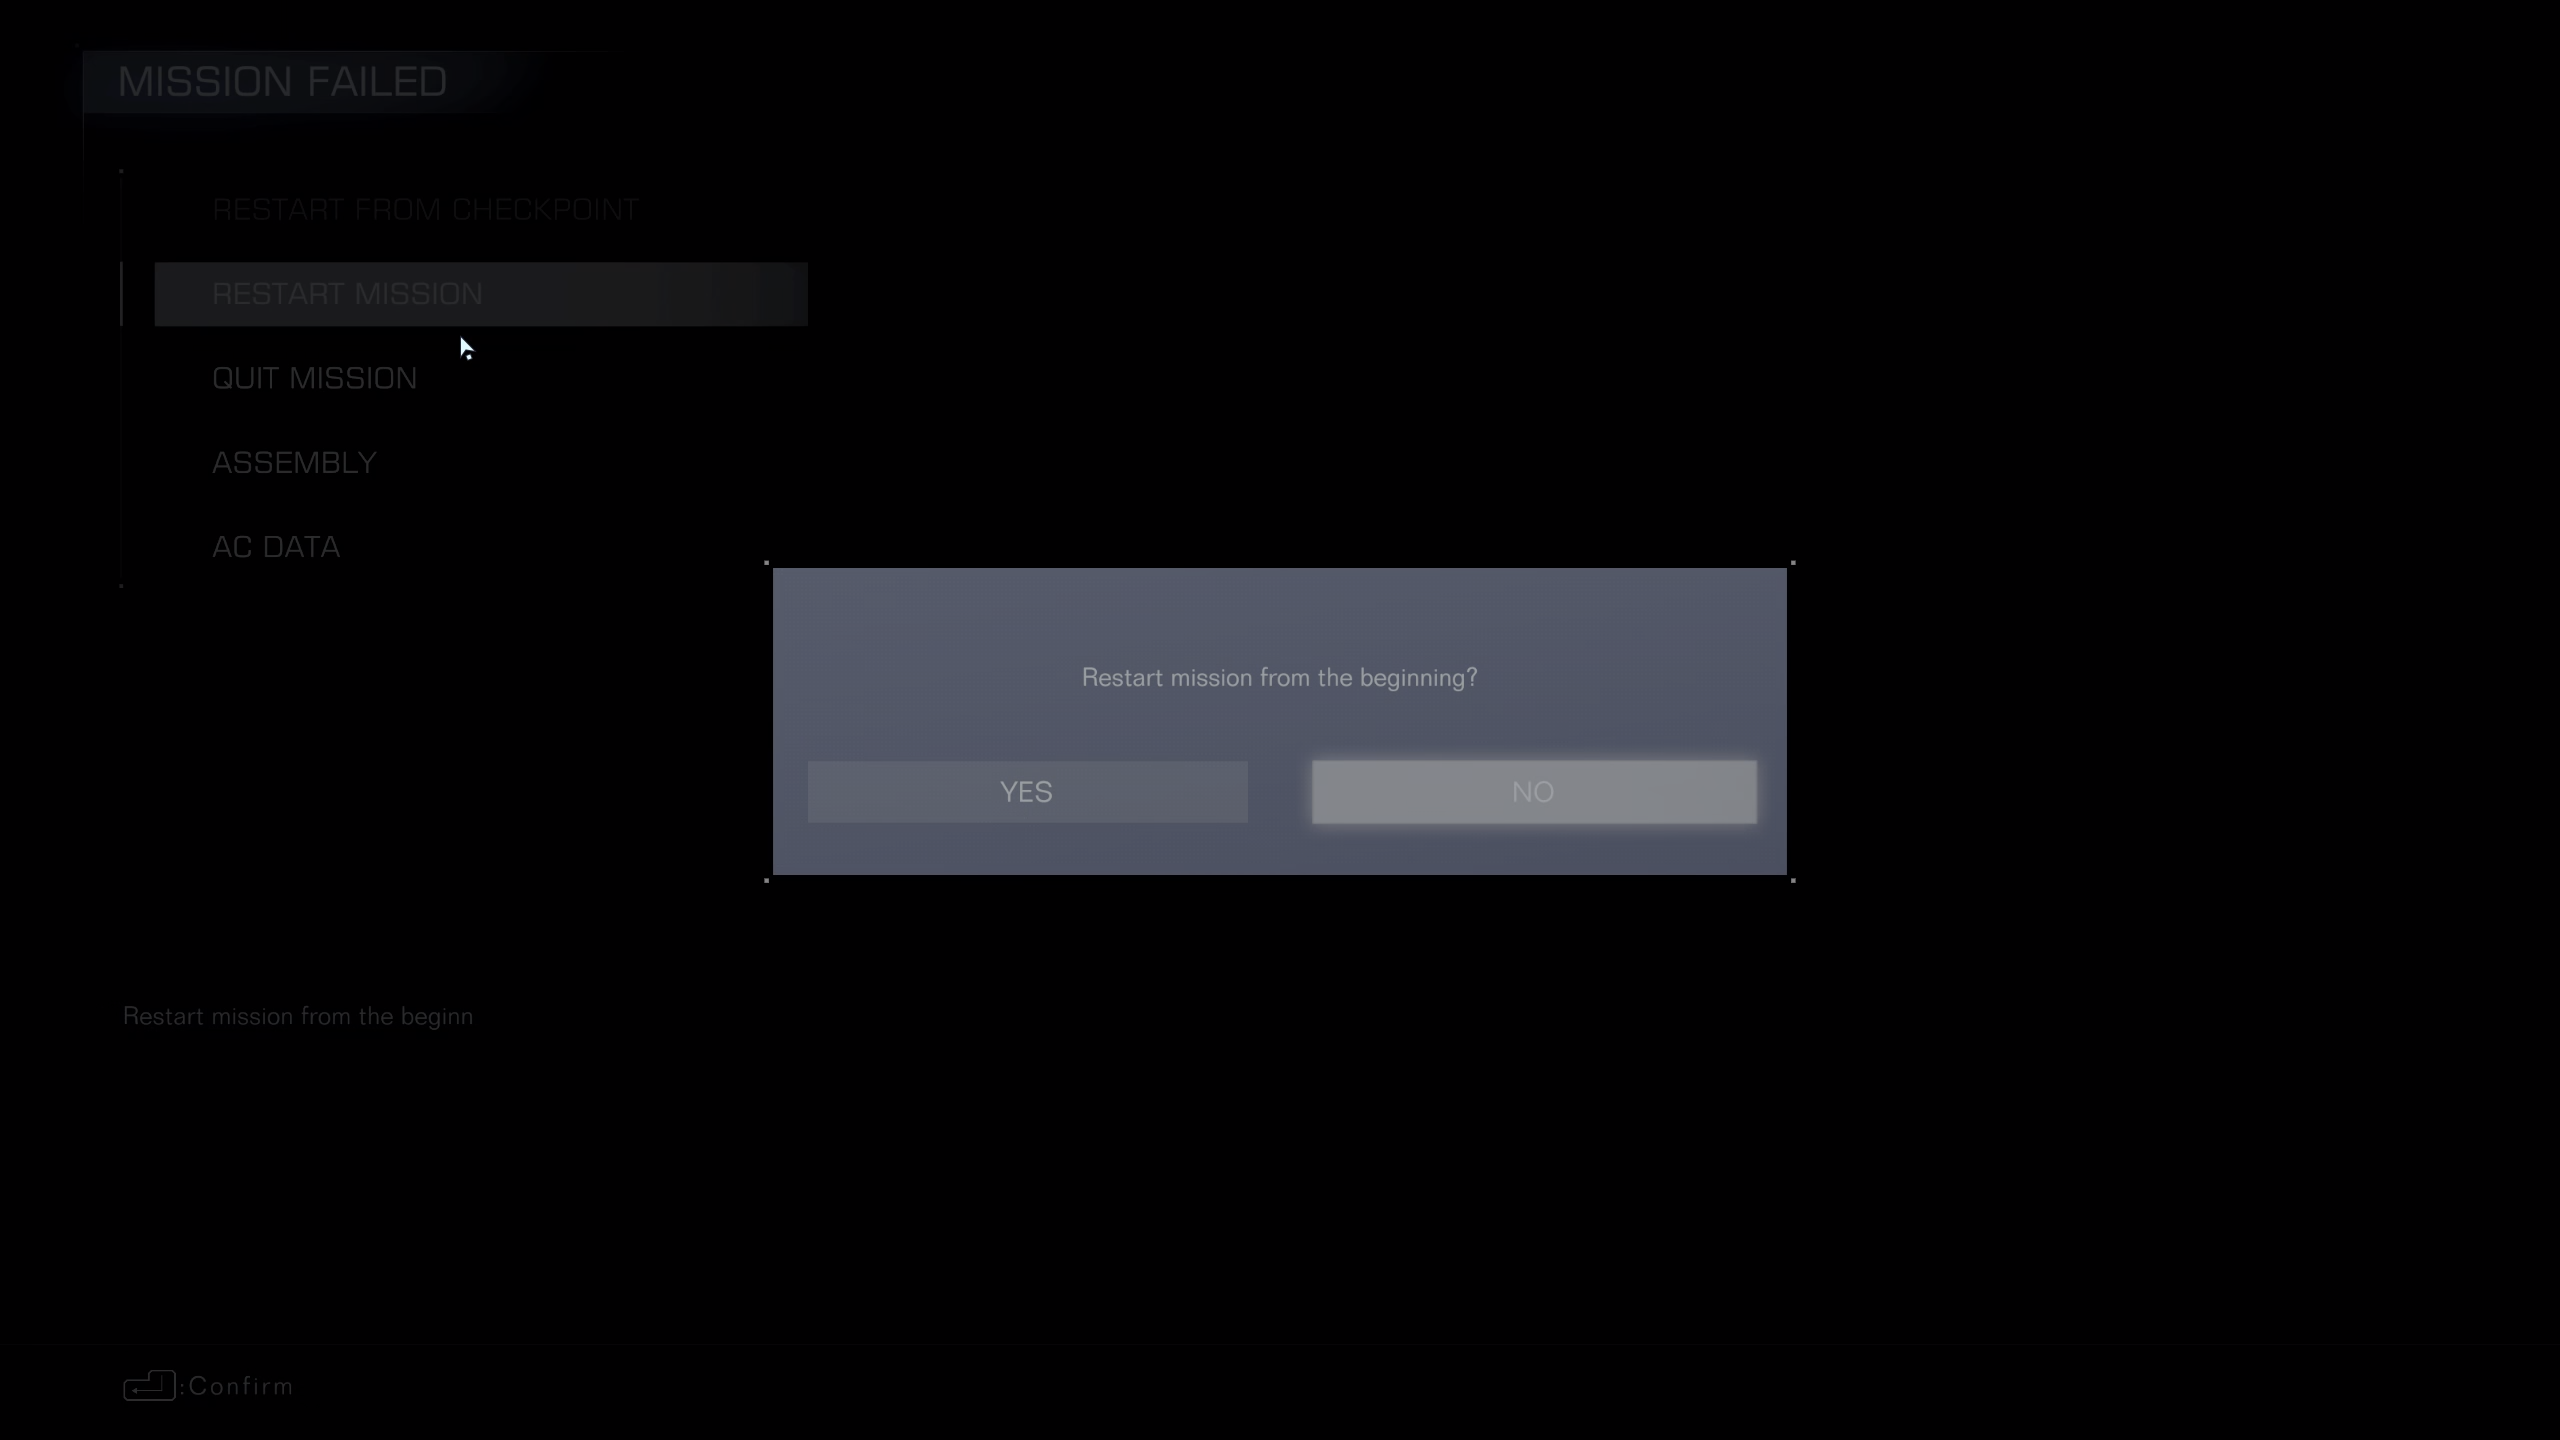 MISSION FAILED
RESTART FROM CHECKPOINT
RESTART MISSION
QUIT MISSION
ASSEMBLY
AC DATA
Restart mission from the beginning?
YES
NO
Restart mission from the beginn
:Confirm